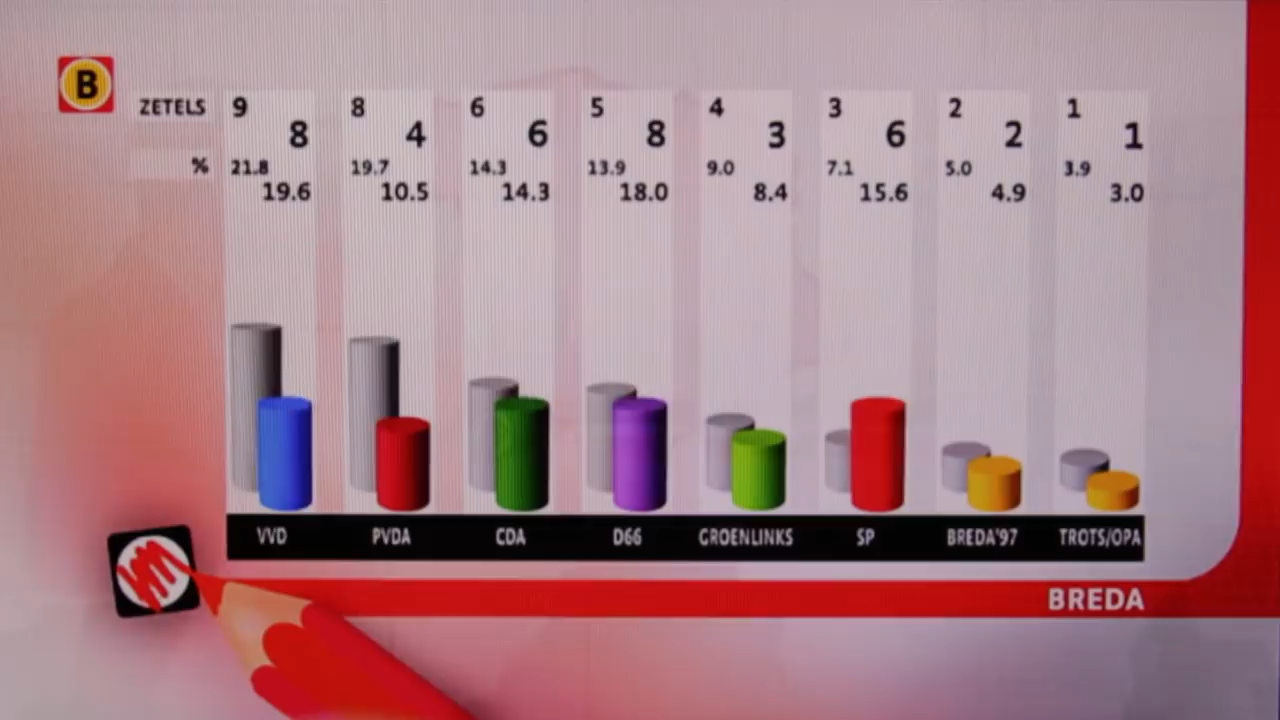 B
ZETELS 9 8 6 5 4 3 2 1
8 4 6 8 3 6 2 1
% 21.8 19.7 14.3 13.9 9.0 7.1 5.0 3.9
19.6 10.5 14.3 18.0 8.4 15.6 4.9 3.0
VVD PVDA CDA D66 GROENLINKS SP BREDA'97 TROTS/OPA
BREDA